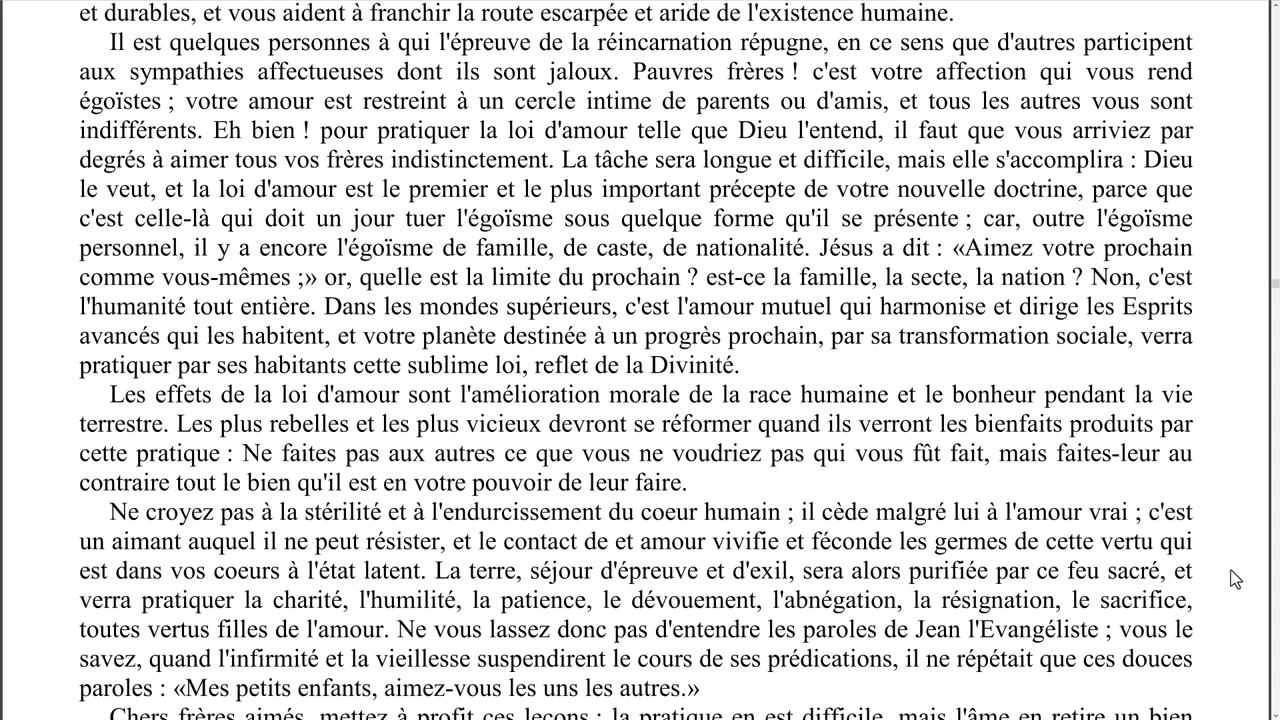 et durables, et vous aident à franchir la route escarpée et aride de l'existence humaine.
Il est quelques personnes à qui l'épreuve de la réincarnation répugne, en ce sens que d'autres participent
aux sympathies affectueuses dont ils sont jaloux. Pauvres frères ! c'est votre affection qui vous rend
égoïstes ; votre amour est restreint à un cercle intime de parents ou d'amis, et tous les autres vous sont
indifférents. Eh bien ! pour pratiquer la loi d'amour telle que Dieu l'entend, il faut que vous arriviez par
degrés à aimer tous vos frères indistinctement. La tâche sera longue et difficile, mais elle s'accomplira : Dieu
le veut, et la loi d'amour est le premier et le plus important précepte de votre nouvelle doctrine, parce que
c'est celle-là qui doit un jour tuer l'égoïsme sous quelque forme qu'il se présente ; car, outre l'égoïsme
personnel, il y a encore l'égoïsme de famille, de caste, de nationalité. Jésus a dit : «Aimez votre prochain
comme vous-mêmes ;» or, quelle est la limite du prochain ? est-ce la famille, la secte, la nation ? Non, c'est
l'humanité tout entière. Dans les mondes supérieurs, c'est l'amour mutuel qui harmonise et dirige les Esprits
avancés qui les habitent, et votre planète destinée à un progrès prochain, par sa transformation sociale, verra
pratiquer par ses habitants cette sublime loi, reflet de la Divinité.
Les effets de la loi d'amour sont l'amélioration morale de la race humaine et le bonheur pendant la vie
terrestre. Les plus rebelles et les plus vicieux devront se réformer quand ils verront les bienfaits produits par
cette pratique : Ne faites pas aux autres ce que vous ne voudriez pas qui vous fût fait, mais faites-leur au
contraire tout le bien qu'il est en votre pouvoir de leur faire.
Ne croyez pas à la stérilité et à l'endurcissement du coeur humain ; il cède malgré lui à l'amour vrai ; c'est
un aimant auquel il ne peut résister, et le contact de et amour vivifie et féconde les germes de cette vertu qui
est dans vos coeurs à l'état latent. La terre, séjour d'épreuve et d'exil, sera alors purifiée par ce feu sacré, et
verra pratiquer la charité, l'humilité, la patience, le dévouement, l'abnégation, la résignation, le sacrifice,
toutes vertus filles de l'amour. Ne vous lassez donc pas d'entendre les paroles de Jean l'Evangéliste ; vous le
savez, quand l'infirmité et la vieillesse suspendirent le cours de ses prédications, il ne répétait que ces douces
paroles : «Mes petits enfants, aimez-vous les uns les autres.»
Chers frères aimés, mettez à profit ces leçons ; la pratique en est difficile, mais l'âme en retire un bien